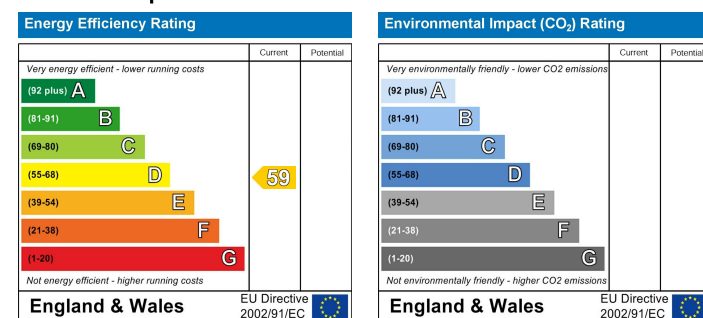 Energy Efficiency Rating
Current Potential
Very energy efficient - lower running costs
(92 plus) A
(81-91) B
(69-80) C
(55-68) D 59
(39-54) E
(21-38) F
(1-20) G
Not energy efficient - higher running costs
England & Wales
EU Directive
2002/91/EC
Environmental Impact (CO₂) Rating
Current Potential
Very environmentally friendly - lower CO2 emissions
(92 plus) A
(81-91) B
(69-80) C
(55-68) D
(39-54) E
(21-38) F
(1-20) G
Not environmentally friendly - higher CO2 emissions
England & Wales
EU Directive
2002/91/EC